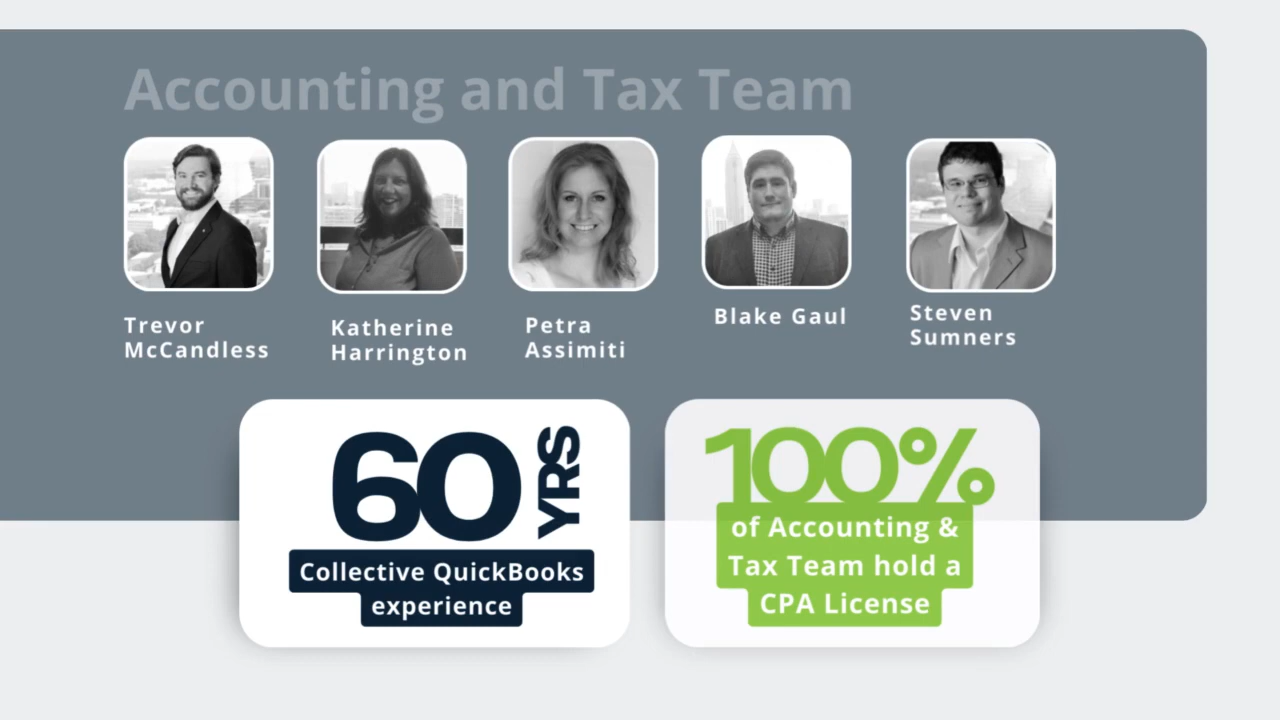 Accounting and Tax Team
Trevor
McCandless
Katherine
Harrington
Petra
Assimiti
Blake Gaul
Steven
Sumners
60 YRS
Collective QuickBooks
experience
100%
of Accounting &
Tax Team hold a
CPA License